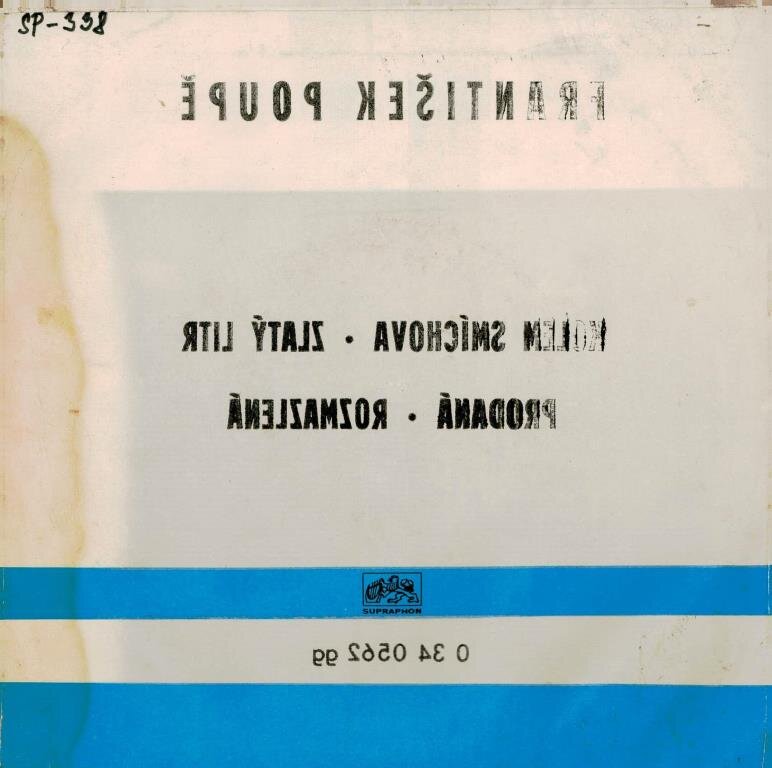 SP-338
FRANTIŠEK POUPĚ
KOLEM SMÍCHOVA • ZLATÝ LITR
PRODANÁ • ROZMAZLENÁ
SUPRAPHON
0 34 0562 gg